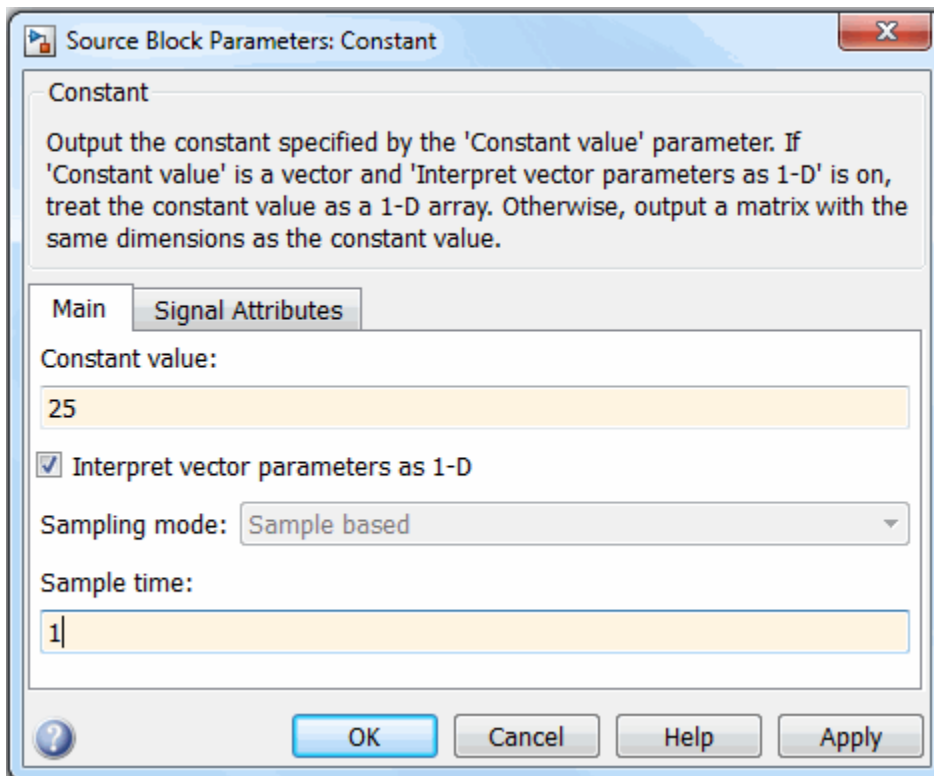 Source Block Parameters: Constant
Constant
Output the constant specified by the 'Constant value' parameter. If
'Constant value' is a vector and 'Interpret vector parameters as 1-D' is on,
treat the constant value as a 1-D array. Otherwise, output a matrix with the
same dimensions as the constant value.
Main Signal Attributes
Constant value:
25
Interpret vector parameters as 1-D
Sampling mode: Sample based
Sample time:
1
? OK Cancel Help Apply